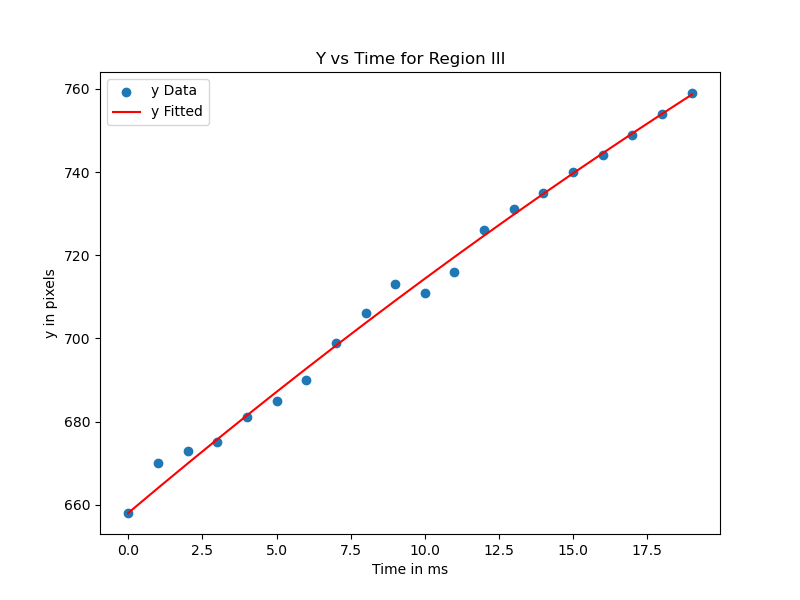 Y vs Time for Region III
y Data
y Fitted
760
740
720
700
680
660
y in pixels
0.0 2.5 5.0 7.5 10.0 12.5 15.0 17.5
Time in ms